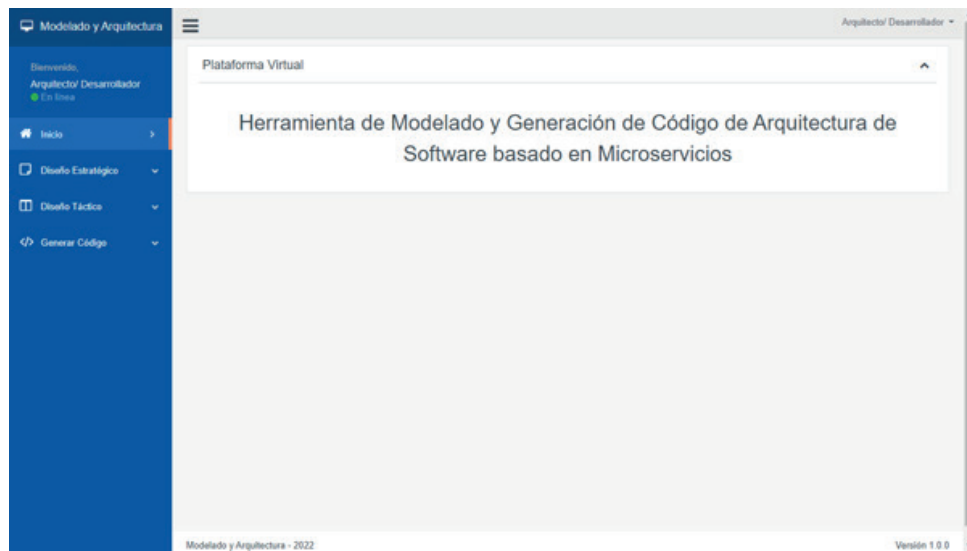 Modelado y Arquitectura
Arquitecto/ Desarrollador
Bienvenido,
Arquitecto/ Desarrollador
En línea
Inicio
Diseño Estratégico
Diseño Táctico
Generar Código
Plataforma Virtual
Herramienta de Modelado y Generación de Código de Arquitectura de
Software basado en Microservicios
Modelado y Arquitectura - 2022
Versión 1.0.0